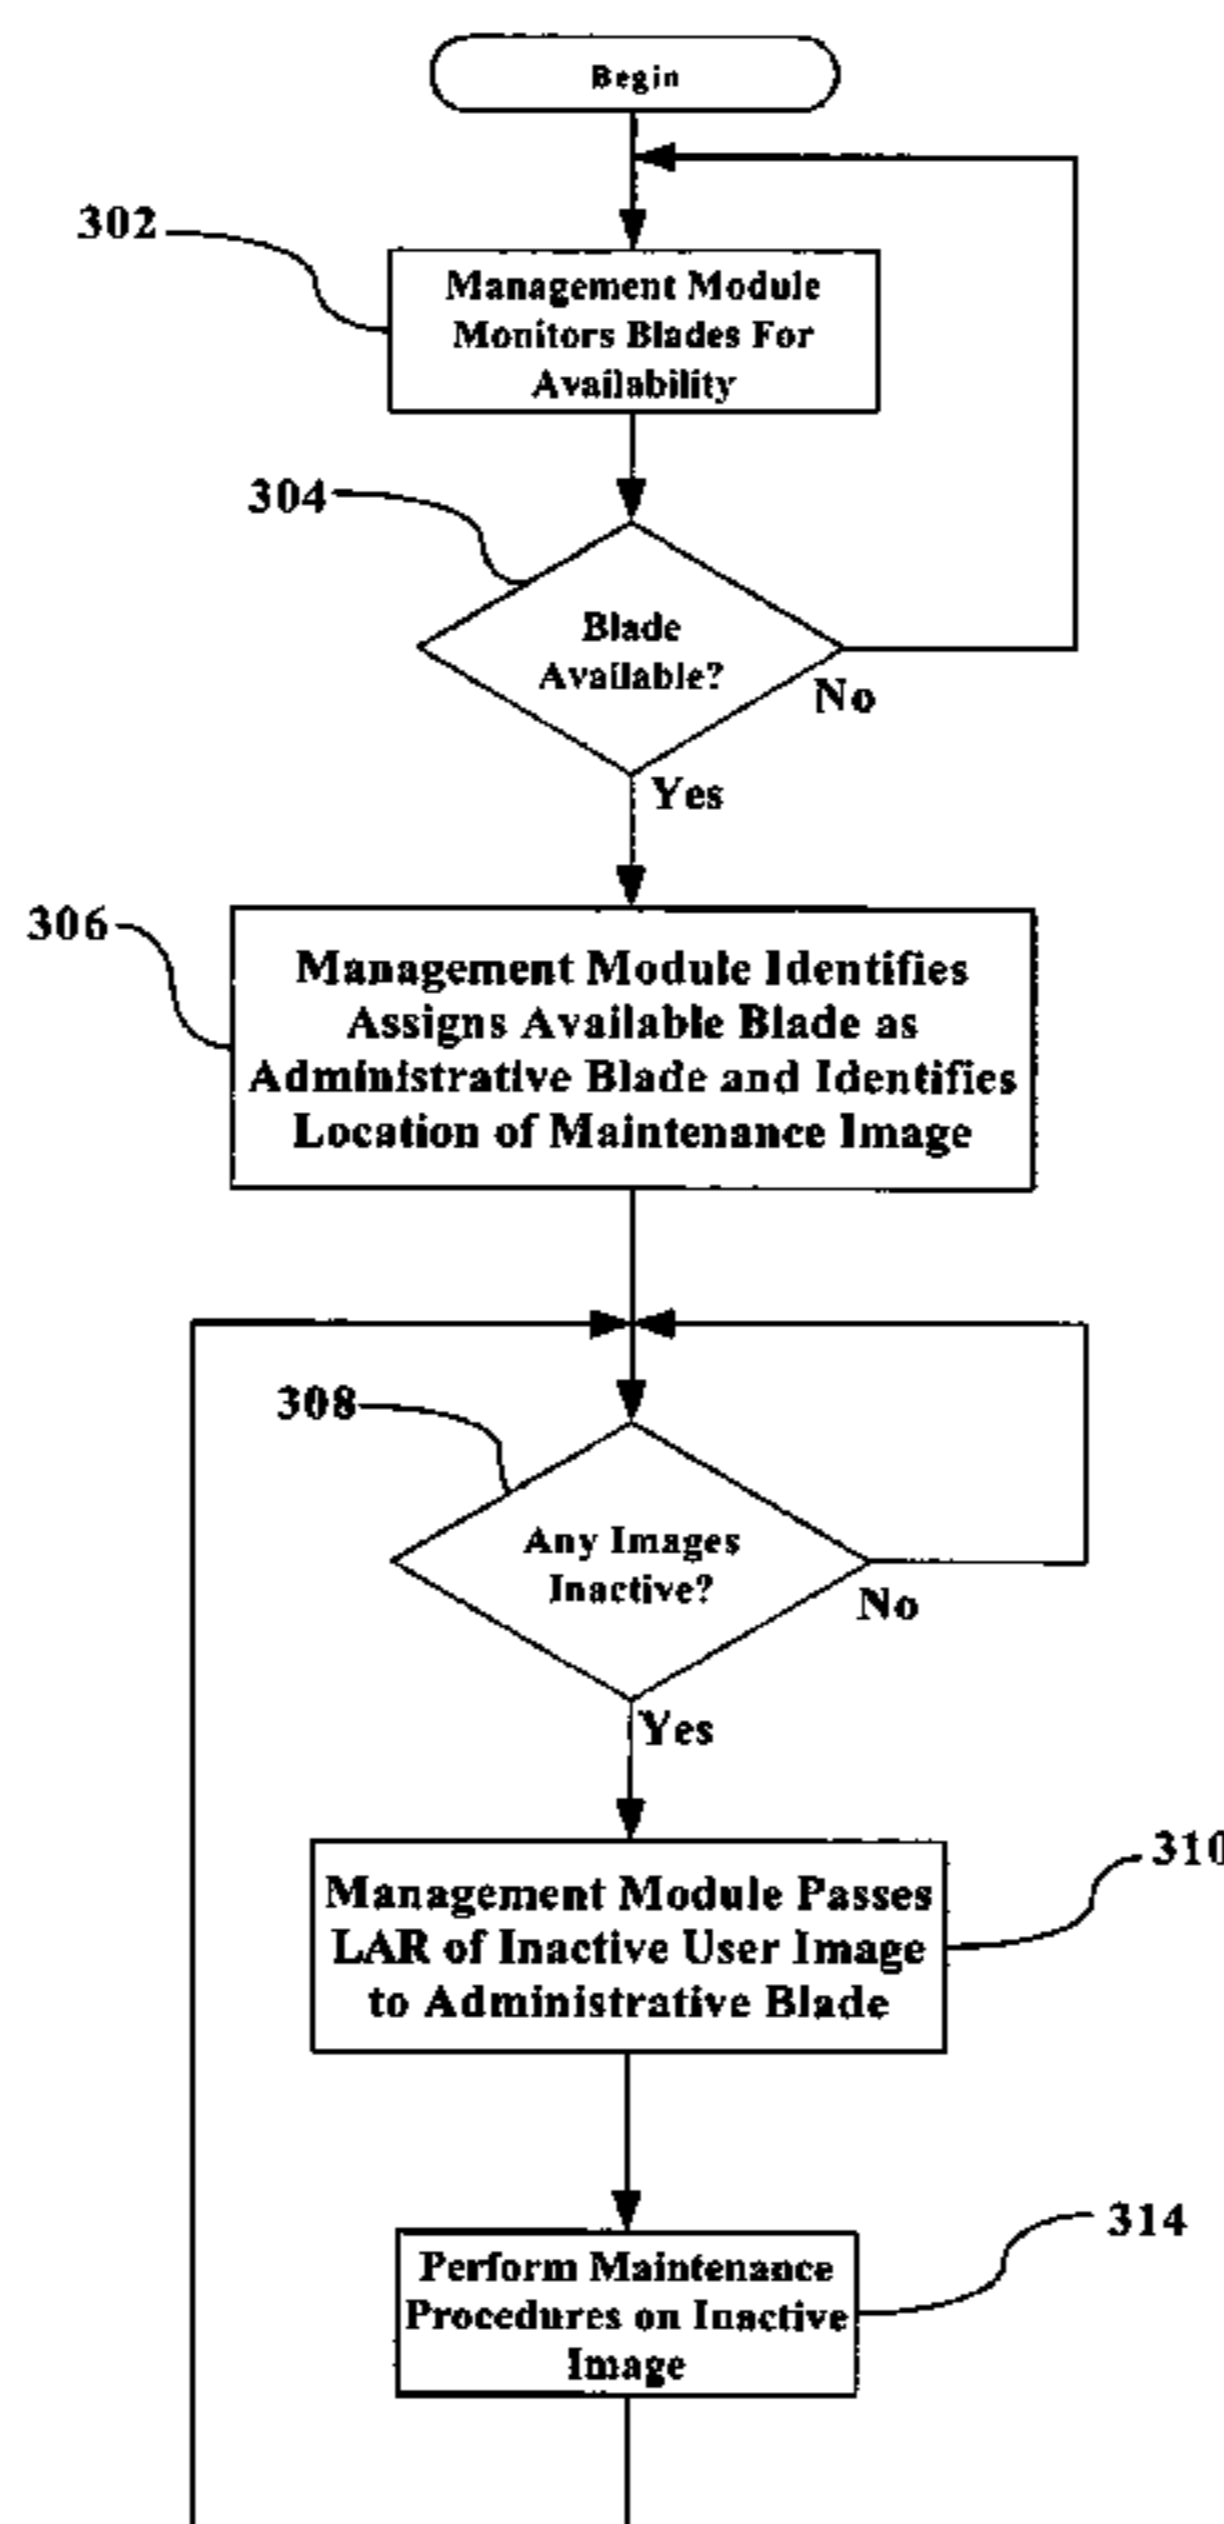 Begin
302
Management Module
Monitors Blades For
Availability
304
Blade
Available?
No
Yes
306
Management Module Identifies
Assigns Available Blade as
Administrative Blade and Identifies
Location of Maintenance Image
308
Any Images
Inactive?
No
Yes
310
Management Module Passes
LAR of Inactive User Image
to Administrative Blade
314
Perform Maintenance
Procedures on Inactive
Image